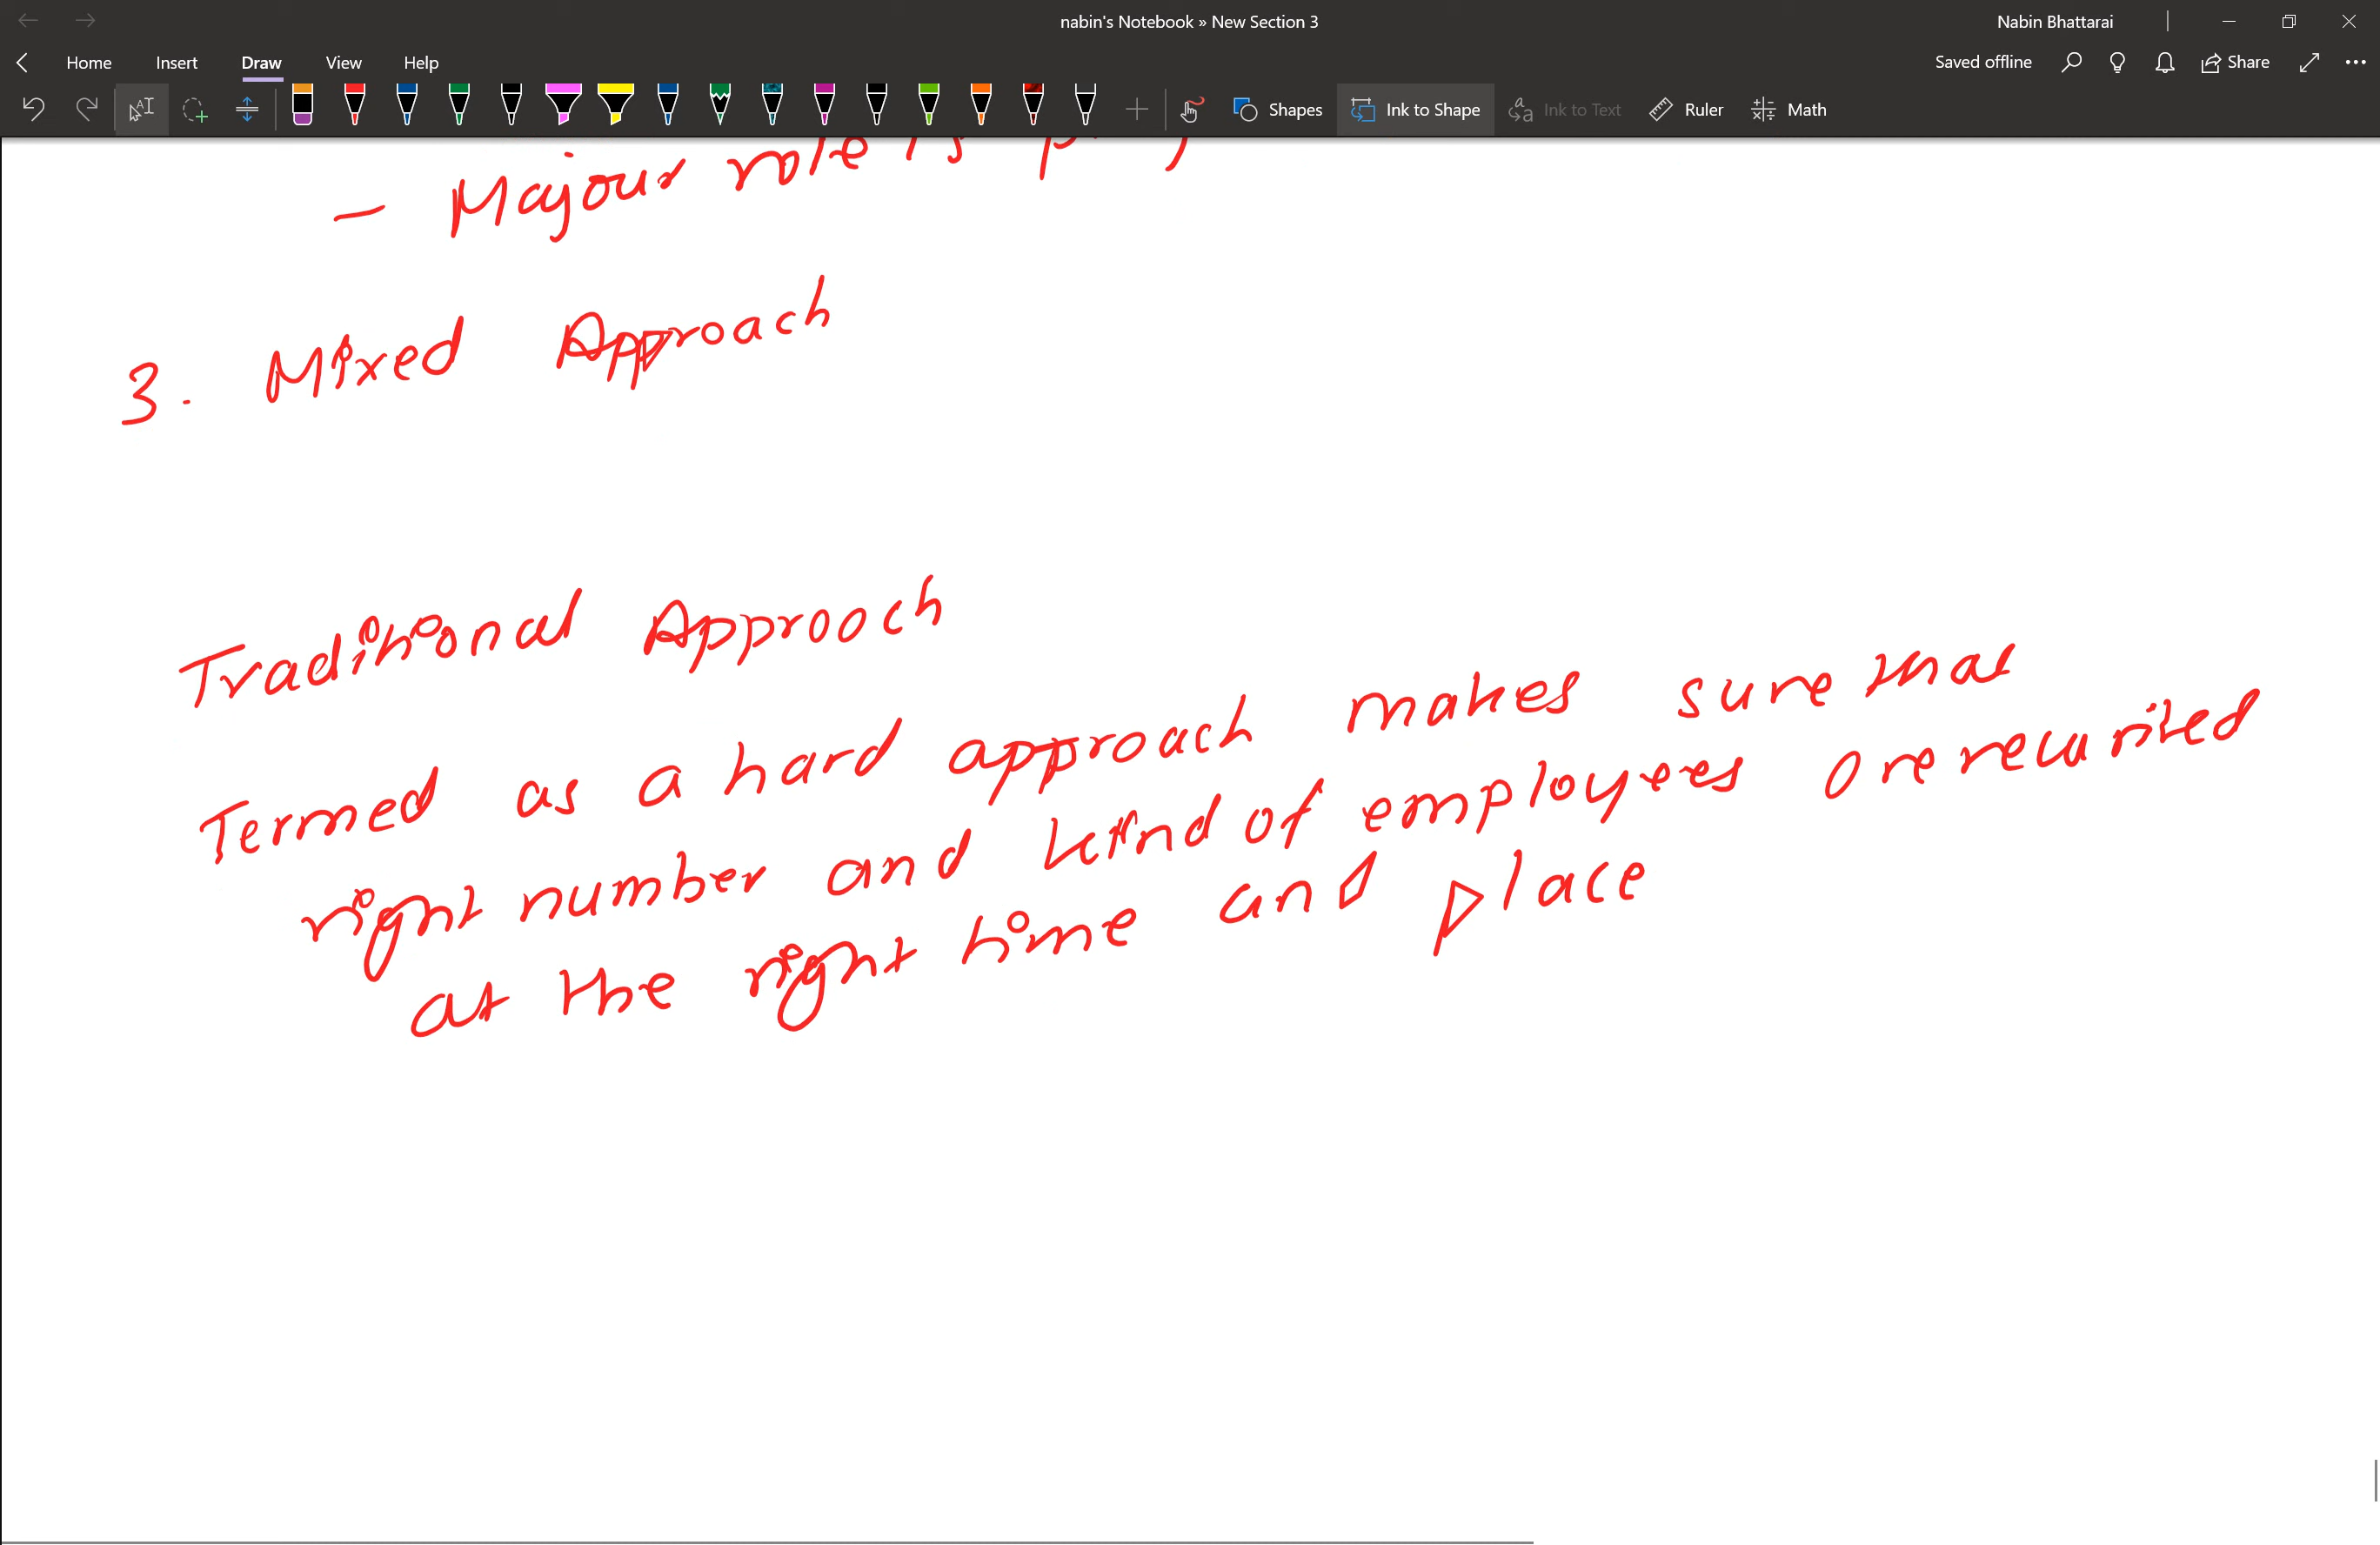 nabin's Notebook » New Section 3
Nabin Bhattarai
Home Insert Draw View Help
Saved offline
Share
Shapes Ink to Shape Ink to Text Ruler Math
- Majour role is
3. Mixed Approach
Traditional Approach
Termed as a hard approach makes sure that
right number and kind of employees are recurited
at the right time and place